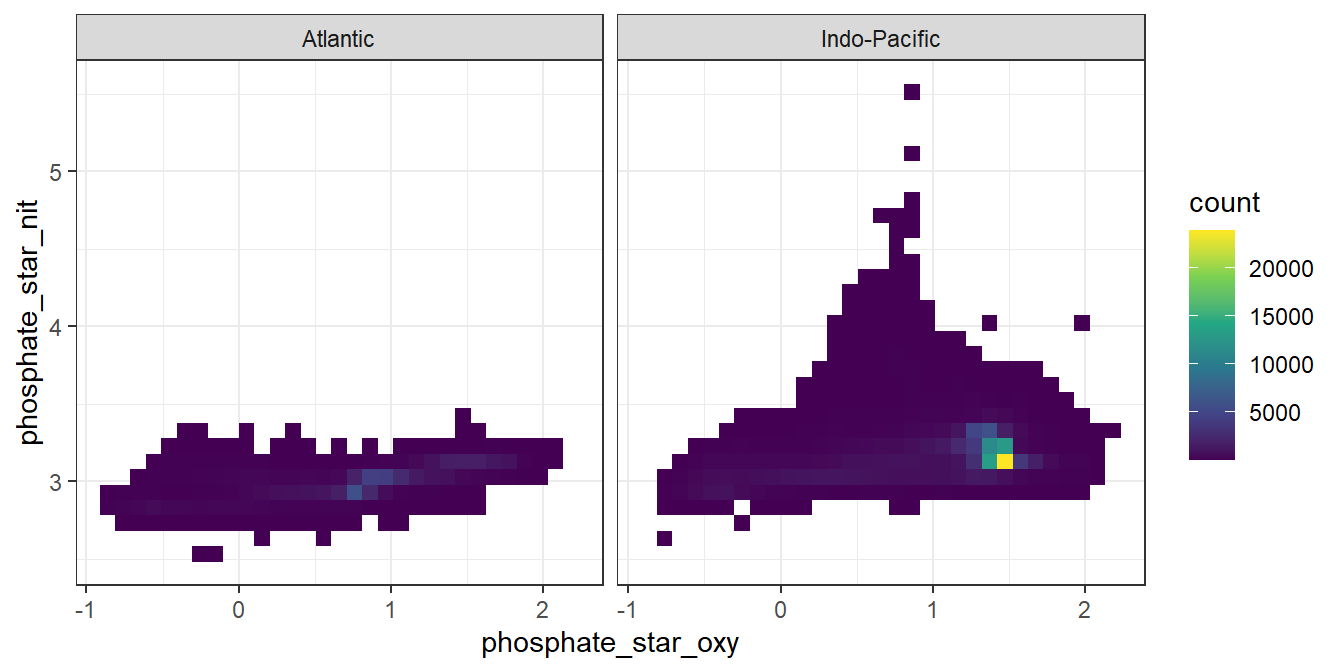 Atlantic
Indo-Pacific
phosphate_star_nit
5
4
3
-1 0 1 2
-1 0 1 2
phosphate_star_oxy
count
20000
15000
10000
5000